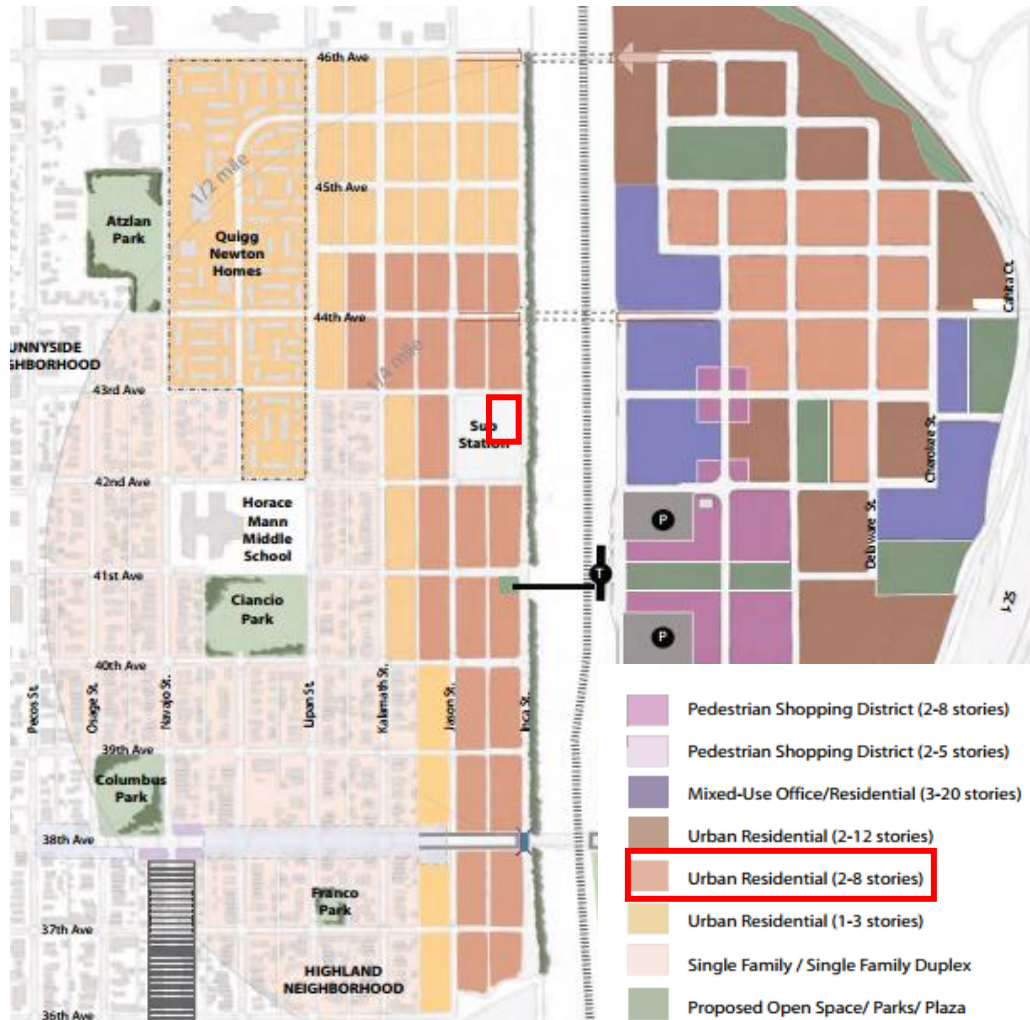 46th Ave
1/2 mile
45th Ave
Atzlan
Park
Quigg
Newton
Homes
Cahita Ct.
44th Ave
UNNYSIDE
GHBORHOOD
1/4 mile
43rd Ave
Sub
Station
Cherokee St.
42nd Ave
Horace
Mann
Middle
School
P
Delaware St.
41st Ave
T
Ciancio
Park
I-25
P
40th Ave
Pecos St.
Osage St.
Navajo St.
Lipan St.
Kalamath St.
Jason St.
Inca St.
39th Ave
Columbus
Park
38th Ave
Franco
Park
37th Ave
HIGHLAND
NEIGHBORHOOD
36th Ave
Pedestrian Shopping District (2-8 stories)
Pedestrian Shopping District (2-5 stories)
Mixed-Use Office/Residential (3-20 stories)
Urban Residential (2-12 stories)
Urban Residential (2-8 stories)
Urban Residential (1-3 stories)
Single Family / Single Family Duplex
Proposed Open Space/ Parks/ Plaza